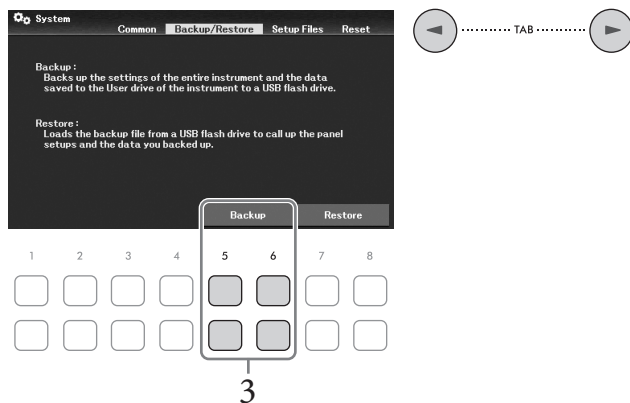 System
Common Backup/Restore Setup Files Reset
TAB
Backup :
Backs up the settings of the entire instrument and the data
saved to the User drive of the instrument to a USB flash drive.
Restore :
Loads the backup file from a USB flash drive to call up the panel
setups and the data you backed up.
Backup Restore
1 2 3 4 5 6 7 8
3